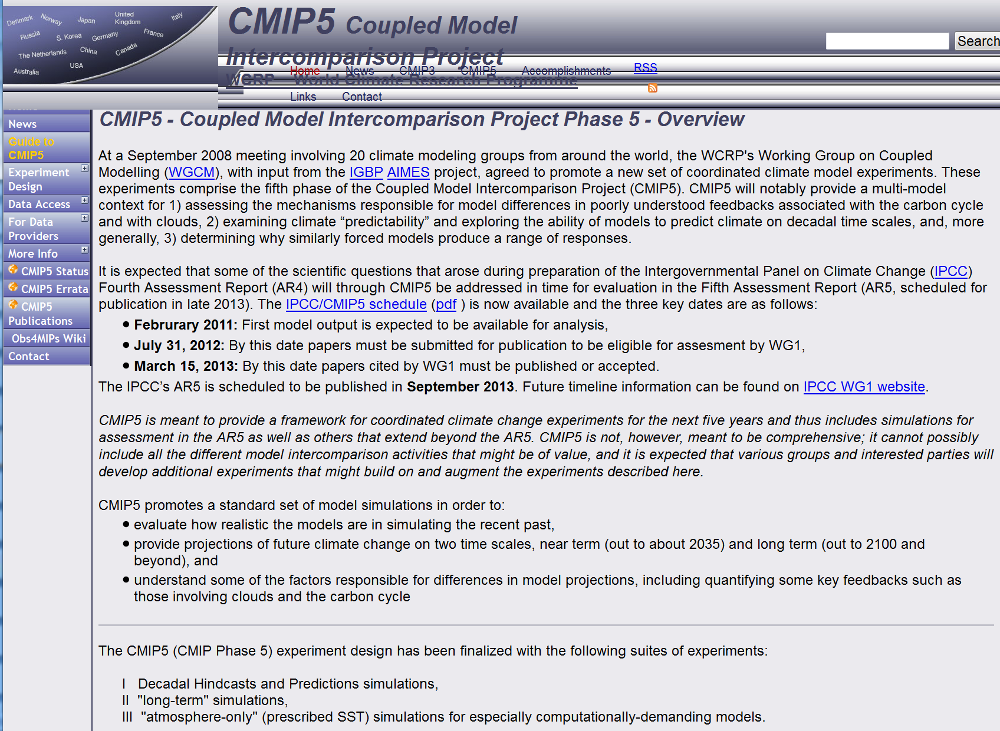 Denmark Norway Japan United Kingdom Italy
Russia S. Korea Germany France
The Netherlands China Canada
USA
Australia
CMIP5 Coupled Model
Intercomparison Project
WCRP World Climate Research Programme
Search
Home News CMIP3 CMIP5 Accomplishments RSS
Links Contact
Home
News
Guide to
CMIP5
Experiment
Design
Data Access
For Data
Providers
More Info
CMIP5 Status
CMIP5 Errata
CMIP5
Publications
Obs4MIPs Wiki
Contact
CMIP5 - Coupled Model Intercomparison Project Phase 5 - Overview
At a September 2008 meeting involving 20 climate modeling groups from around the world, the WCRP's Working Group on Coupled
Modelling (WGCM), with input from the IGBP AIMES project, agreed to promote a new set of coordinated climate model experiments. These
experiments comprise the fifth phase of the Coupled Model Intercomparison Project (CMIP5). CMIP5 will notably provide a multi-model
context for 1) assessing the mechanisms responsible for model differences in poorly understood feedbacks associated with the carbon cycle
and with clouds, 2) examining climate “predictability” and exploring the ability of models to predict climate on decadal time scales, and, more
generally, 3) determining why similarly forced models produce a range of responses.
It is expected that some of the scientific questions that arose during preparation of the Intergovernmental Panel on Climate Change (IPCC)
Fourth Assessment Report (AR4) will through CMIP5 be addressed in time for evaluation in the Fifth Assessment Report (AR5, scheduled for
publication in late 2013). The IPCC/CMIP5 schedule (pdf ) is now available and the three key dates are as follows:
• Februrary 2011: First model output is expected to be available for analysis,
• July 31, 2012: By this date papers must be submitted for publication to be eligible for assesment by WG1,
• March 15, 2013: By this date papers cited by WG1 must be published or accepted.
The IPCC’s AR5 is scheduled to be published in September 2013. Future timeline information can be found on IPCC WG1 website.
CMIP5 is meant to provide a framework for coordinated climate change experiments for the next five years and thus includes simulations for
assessment in the AR5 as well as others that extend beyond the AR5. CMIP5 is not, however, meant to be comprehensive; it cannot possibly
include all the different model intercomparison activities that might be of value, and it is expected that various groups and interested parties will
develop additional experiments that might build on and augment the experiments described here.
CMIP5 promotes a standard set of model simulations in order to:
• evaluate how realistic the models are in simulating the recent past,
• provide projections of future climate change on two time scales, near term (out to about 2035) and long term (out to 2100 and
beyond), and
• understand some of the factors responsible for differences in model projections, including quantifying some key feedbacks such as
those involving clouds and the carbon cycle
The CMIP5 (CMIP Phase 5) experiment design has been finalized with the following suites of experiments:
I Decadal Hindcasts and Predictions simulations,
II "long-term" simulations,
III "atmosphere-only" (prescribed SST) simulations for especially computationally-demanding models.